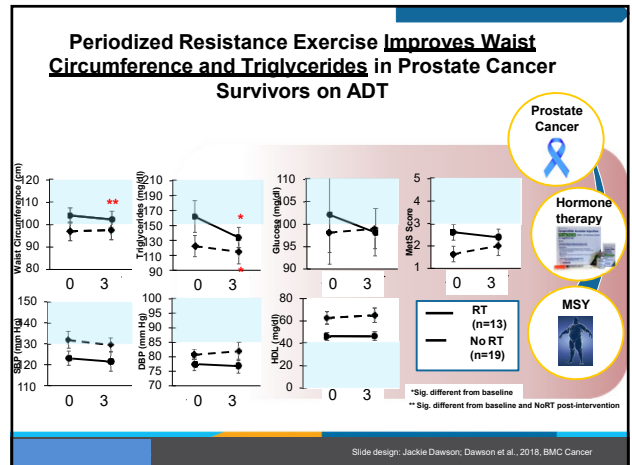 Periodized Resistance Exercise Improves Waist
Circumference and Triglycerides in Prostate Cancer
Survivors on ADT
Prostate
Cancer
Hormone
therapy
MSY
Waist Circumference (cm)
120
110
100
90
80
**
0 3
Triglycerides (mg/dl)
210
190
170
150
130
110
90
*
*
0 3
Glucose (mg/dl)
110
105
100
95
90
0 3
MetS Score
5
4
3
2
1
0 3
SBP (mm Hg)
150
140
130
120
110
0 3
DBP (mm Hg)
100
95
90
85
80
75
70
0 3
HDL (mg/dl)
80
60
40
20
0
0 3
RT
(n=13)
No RT
(n=19)
*Sig. different from baseline
** Sig. different from baseline and NoRT post-intervention
Slide design: Jackie Dawson; Dawson et al., 2018, BMC Cancer